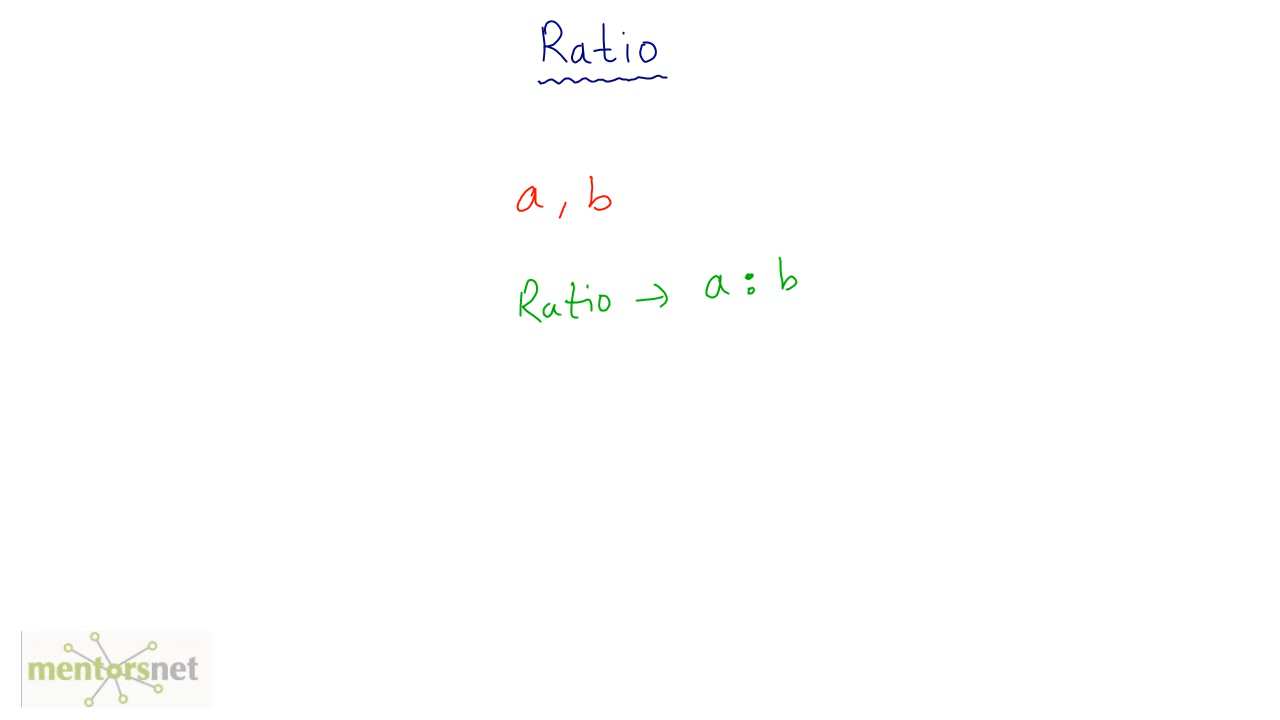 Ratio
a, b
Ratio → a : b
mentorsnet